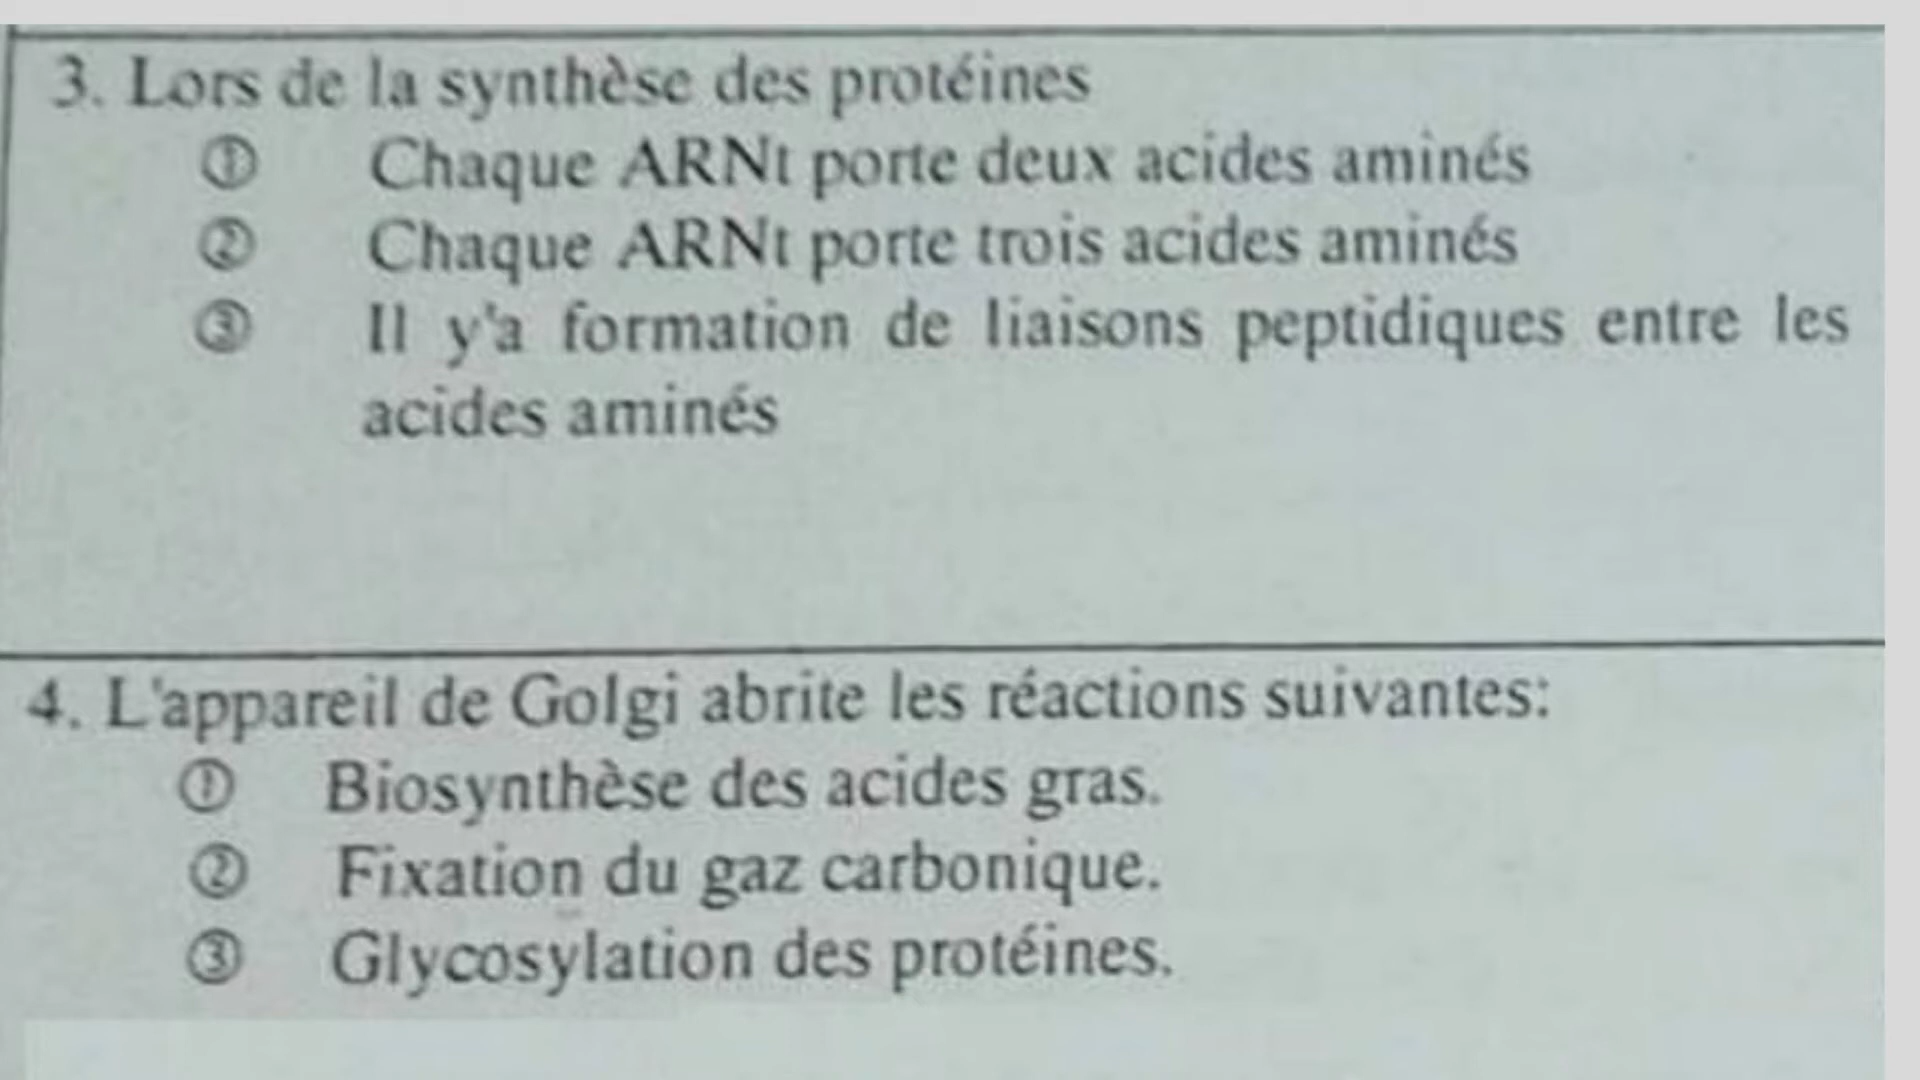 3. Lors de la synthèse des protéines
① Chaque ARNt porte deux acides aminés
② Chaque ARNt porte trois acides aminés
③ Il y'a formation de liaisons peptidiques entre les
acides aminés
4. L'appareil de Golgi abrite les réactions suivantes:
① Biosynthèse des acides gras.
② Fixation du gaz carbonique.
③ Glycosylation des protéines.